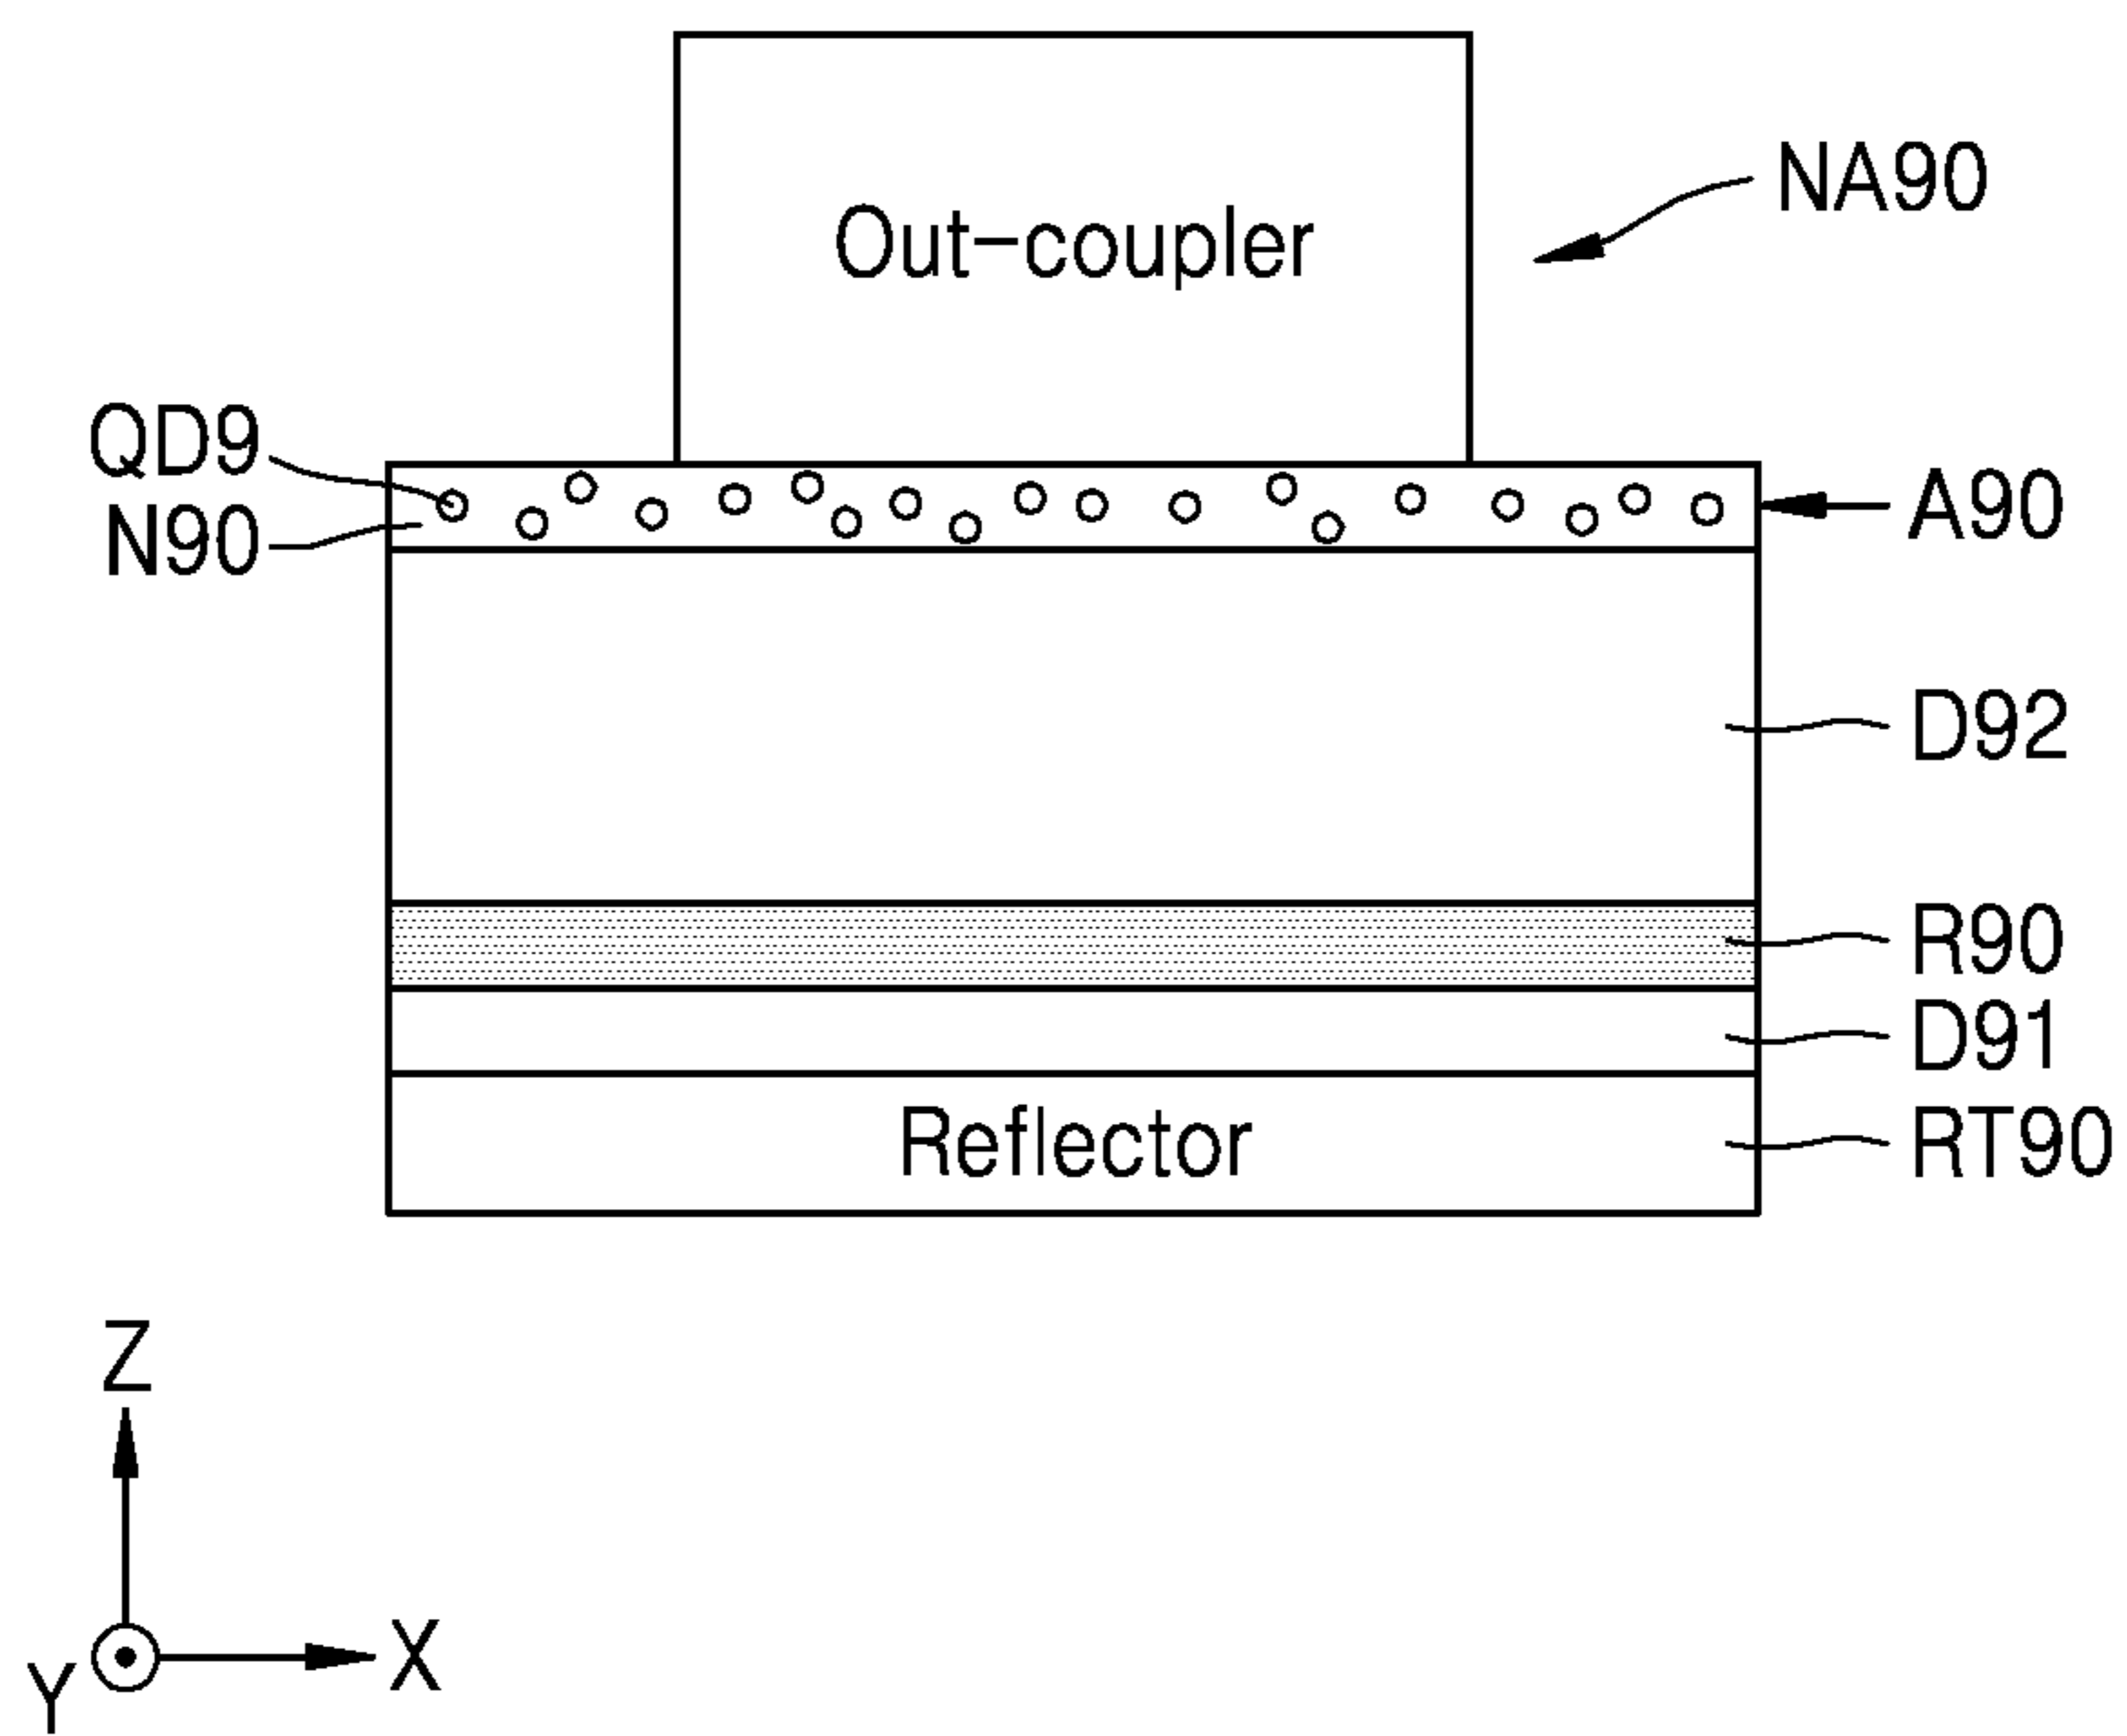 NA90
Out-coupler
QD9
N90
A90
D92
R90
D91
Reflector
RT90
Z
X
Y